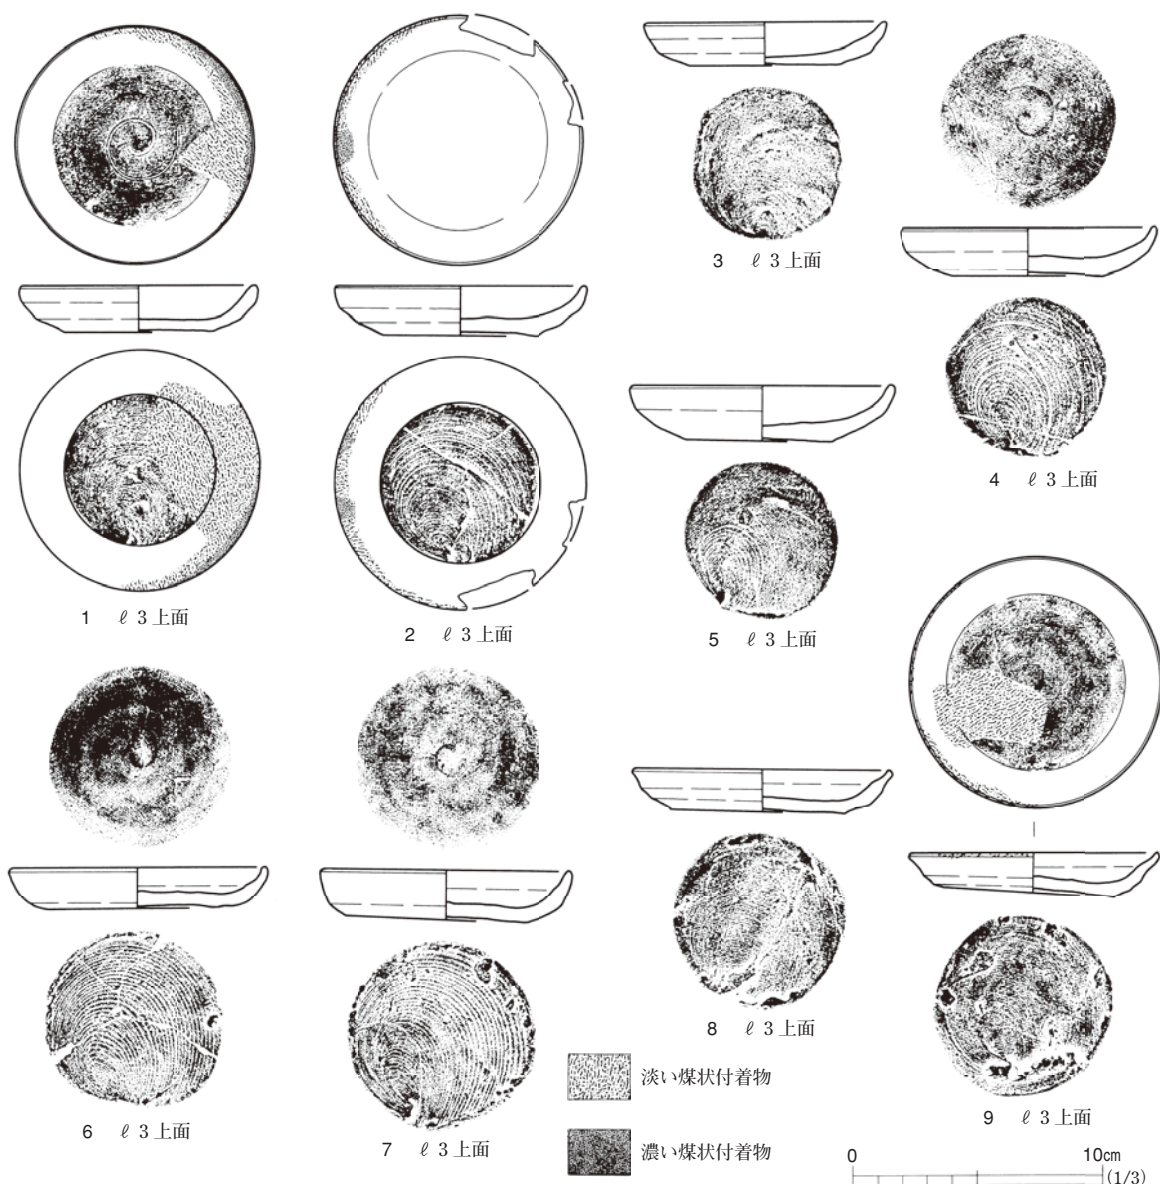 3 ℓ 3 上面
4 ℓ 3 上面
1 ℓ 3 上面
2 ℓ 3 上面
5 ℓ 3 上面
6 ℓ 3 上面
7 ℓ 3 上面
8 ℓ 3 上面
9 ℓ 3 上面
淡い煤状付着物
濃い煤状付着物
0 10cm
(1/3)